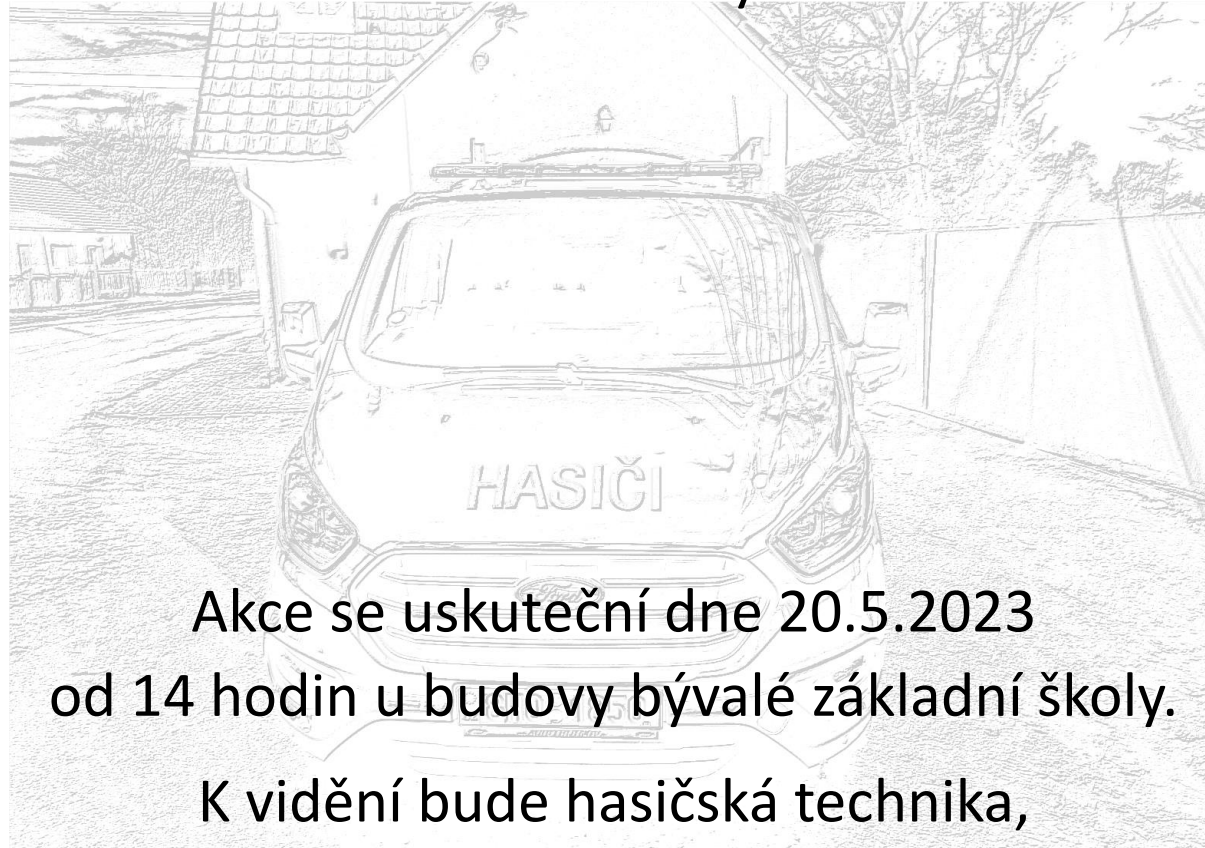 HASIČI
Ford
Akce se uskuteční dne 20.5.2023
od 14 hodin u budovy bývalé základní školy.
K vidění bude hasičská technika,